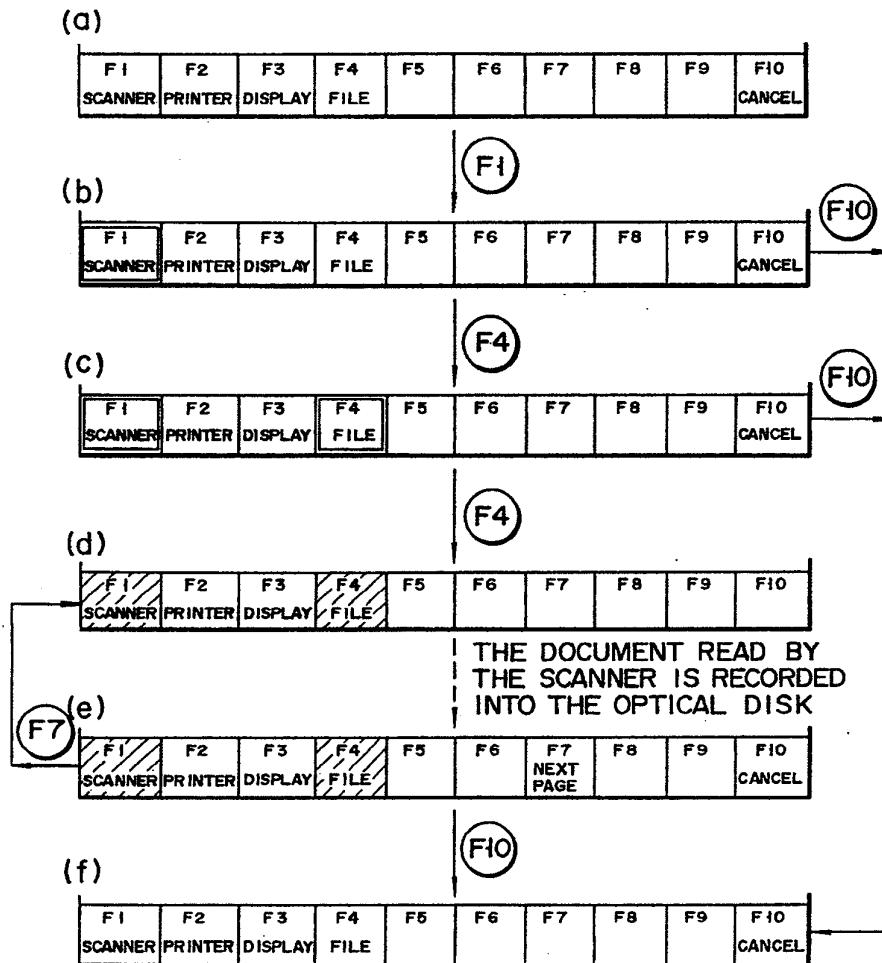 (a)
F1 F2 F3 F4 F5 F6 F7 F8 F9 F10
SCANNER PRINTER DISPLAY FILE CANCEL
F1
(b)
F10
F1 F2 F3 F4 F5 F6 F7 F8 F9 F10
SCANNER PRINTER DISPLAY FILE CANCEL
F4
(c)
F10
F1 F2 F3 F4 F5 F6 F7 F8 F9 F10
SCANNER PRINTER DISPLAY FILE CANCEL
F4
(d)
F1 F2 F3 F4 F5 F6 F7 F8 F9 F10
SCANNER PRINTER DISPLAY FILE
THE DOCUMENT READ BY
THE SCANNER IS RECORDED
INTO THE OPTICAL DISK
(e)
F7
F1 F2 F3 F4 F5 F6 F7 F8 F9 F10
SCANNER PRINTER DISPLAY FILE NEXT CANCEL
PAGE
F10
(f)
F1 F2 F3 F4 F5 F6 F7 F8 F9 F10
SCANNER PRINTER DISPLAY FILE CANCEL